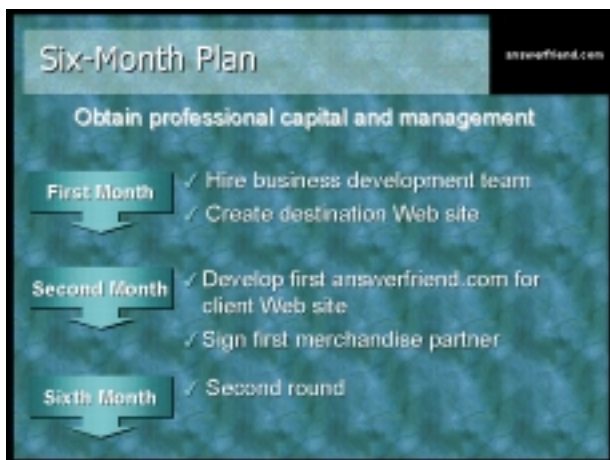 Six-Month Plan
answerfriend.com
Obtain professional capital and management
First Month
✓ Hire business development team
✓ Create destination Web site
Second Month
✓ Develop first answerfriend.com for
client Web site
✓ Sign first merchandise partner
Sixth Month
✓ Second round